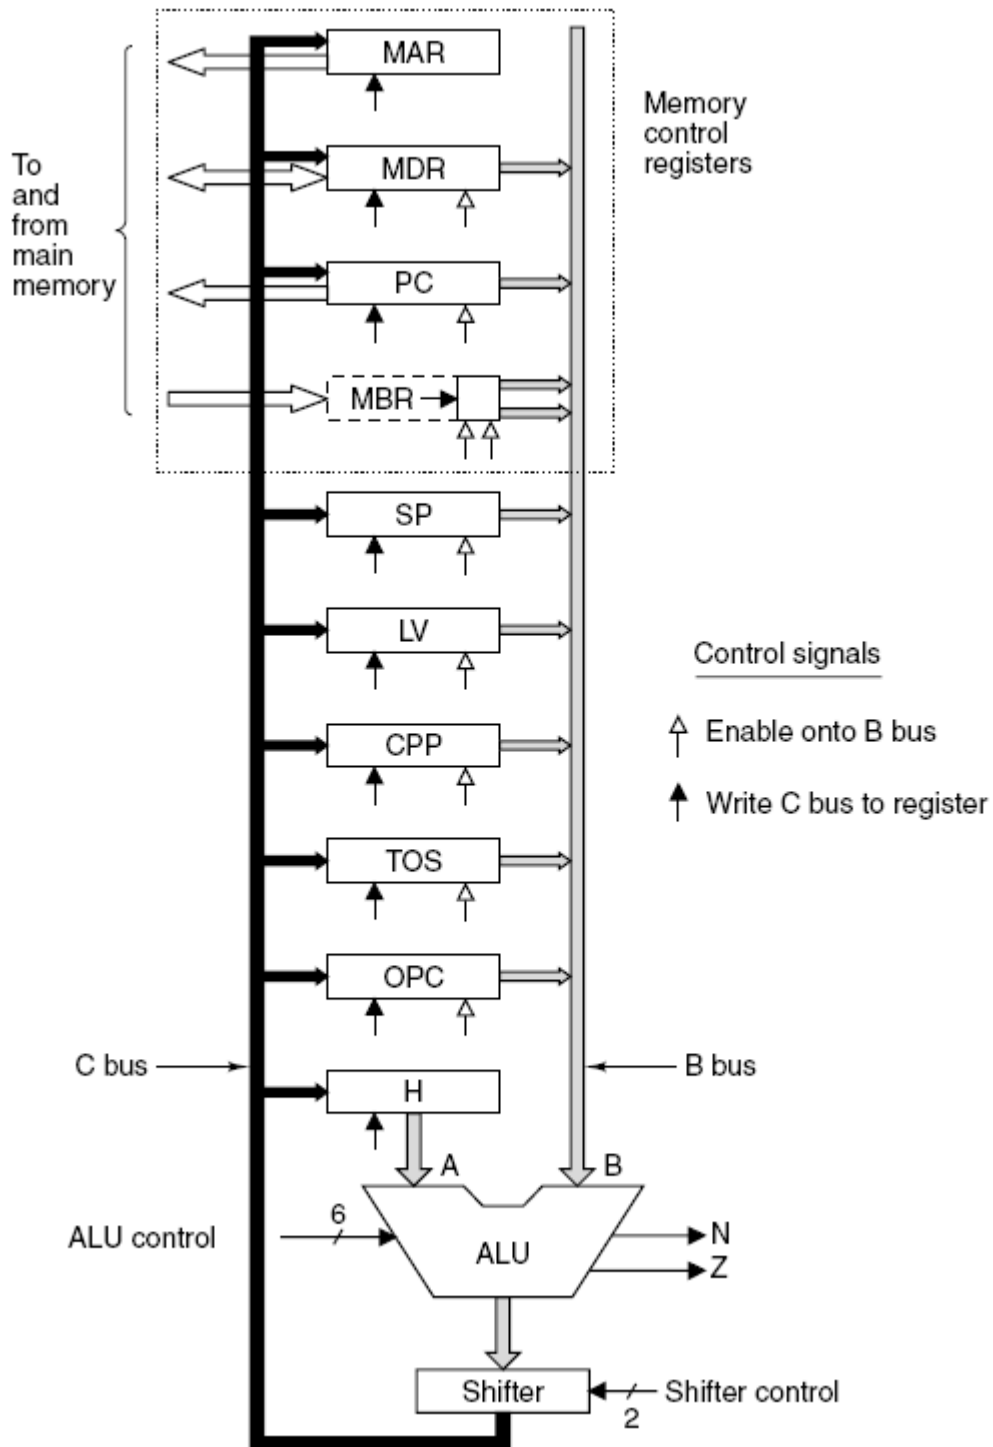 MAR
Memory
control
registers
To
and
from
main
memory
MDR
PC
MBR
SP
LV
Control signals
CPP
Enable onto B bus
Write C bus to register
TOS
OPC
C bus
B bus
H
A
B
6
ALU control
ALU
N
Z
Shifter
Shifter control
2